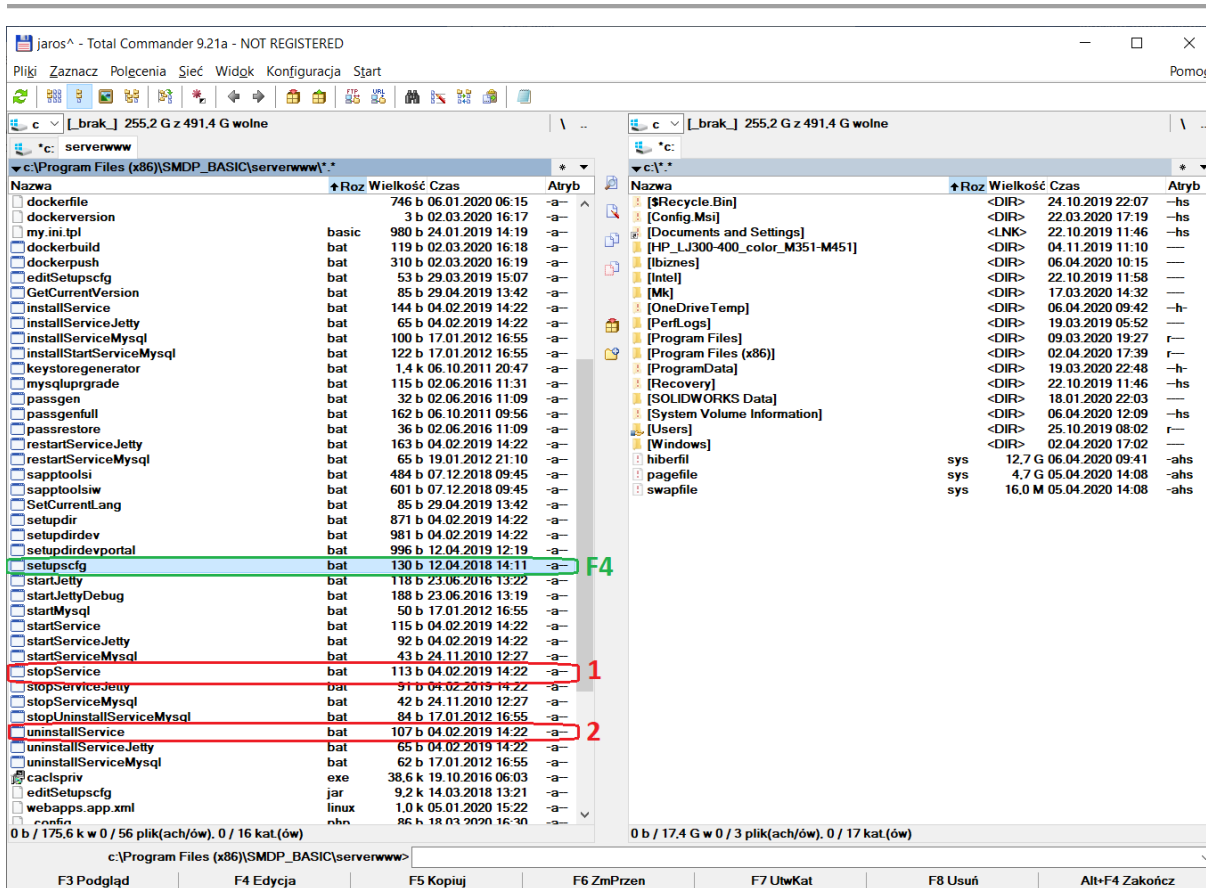 jaros^ - Total Commander 9.21a - NOT REGISTERED
Pliki Zaznacz Polecenia Sieć Widok Konfiguracja Start
FTP URL
c [_brak_] 255,2 G z 491,4 G wolne \ ..
*c: serverwww
c:\Program Files (x86)\SMDP_BASIC\serverwww\*.* *
Nazwa Roz Wielkość Czas Atryb
dockerfile 746 b 06.01.2020 06:15 -a--
dockerversion 3 b 02.03.2020 16:17 -a--
my.ini.tpl basic 980 b 24.01.2019 14:19 -a--
dockerbuild bat 119 b 02.03.2020 16:18 -a--
dockerpush bat 310 b 02.03.2020 16:19 -a--
editSetupscfg bat 53 b 29.03.2019 15:07 -a--
GetCurrentVersion bat 85 b 29.04.2019 13:42 -a--
installService bat 144 b 04.02.2019 14:22 -a--
installServiceJetty bat 65 b 04.02.2019 14:22 -a--
installServiceMysql bat 100 b 17.01.2012 16:55 -a--
installStartServiceMysql bat 122 b 17.01.2012 16:55 -a--
keystoregenerator bat 1,4 k 06.10.2011 20:47 -a--
mysqluprgrade bat 115 b 02.06.2016 11:31 -a--
passgen bat 32 b 02.06.2016 11:09 -a--
passgenfull bat 162 b 06.10.2011 09:56 -a--
passrestore bat 36 b 02.06.2016 11:09 -a--
restartServiceJetty bat 163 b 04.02.2019 14:22 -a--
restartServiceMysql bat 65 b 19.01.2012 21:10 -a--
sapptoolsi bat 484 b 07.12.2018 09:45 -a--
sapptoolsiw bat 601 b 07.12.2018 09:45 -a--
SetCurrentLang bat 85 b 29.04.2019 13:42 -a--
setupdir bat 871 b 04.02.2019 14:22 -a--
setupdirdev bat 981 b 04.02.2019 14:22 -a--
setupdirdevportal bat 996 b 12.04.2019 12:19 -a--
setupscfg bat 130 b 12.04.2018 14:11 -a-- F4
startJetty bat 118 b 23.06.2016 13:22 -a--
startJettyDebug bat 188 b 23.06.2016 13:19 -a--
startMysql bat 50 b 17.01.2012 16:55 -a--
startService bat 115 b 04.02.2019 14:22 -a--
startServiceJetty bat 92 b 04.02.2019 14:22 -a--
startServiceMysql bat 43 b 24.11.2010 12:27 -a--
stopService bat 113 b 04.02.2019 14:22 -a-- 1
stopServiceJetty bat 91 b 04.02.2019 14:22 -a--
stopServiceMysql bat 42 b 24.11.2010 12:27 -a--
stopUninstallServiceMysql bat 84 b 17.01.2012 16:55 -a--
uninstallService bat 107 b 04.02.2019 14:22 -a-- 2
uninstallServiceJetty bat 65 b 04.02.2019 14:22 -a--
uninstallServiceMysql bat 62 b 17.01.2012 16:55 -a--
caclspriv exe 38,6 k 19.10.2016 06:03 -a--
editSetupscfg jar 9,2 k 14.03.2018 13:21 -a--
webapps.app.xml linux 1,0 k 05.01.2020 15:22 -a--
_config php 86 b 18.03.2020 16:30 -a--
0 b / 175,6 k w 0 / 56 plik(ach/ów), 0 / 16 kat.(ów)
c [_brak_] 255,2 G z 491,4 G wolne \ ..
*c:
c:\*.* *
Nazwa Roz Wielkość Czas Atryb
[$Recycle.Bin] <DIR> 24.10.2019 22:07 --hs
[Config.Msi] <DIR> 22.03.2020 17:19 --hs
[Documents and Settings] <LNK> 22.10.2019 11:46 --hs
[HP_LJ300-400_color_M351-M451] <DIR> 04.11.2019 11:10 ----
[Ibiznes] <DIR> 06.04.2020 10:15 ----
[Intel] <DIR> 22.10.2019 11:58 ----
[Mk] <DIR> 17.03.2020 14:32 ----
[OneDriveTemp] <DIR> 06.04.2020 09:42 --h-
[PerfLogs] <DIR> 19.03.2019 05:52 ----
[Program Files] <DIR> 09.03.2020 19:27 r---
[Program Files (x86)] <DIR> 02.04.2020 17:39 r---
[ProgramData] <DIR> 19.03.2020 22:48 --h-
[Recovery] <DIR> 22.10.2019 11:46 --hs
[SOLIDWORKS Data] <DIR> 18.01.2020 22:03 ----
[System Volume Information] <DIR> 06.04.2020 12:09 --hs
[Users] <DIR> 25.10.2019 08:02 r---
[Windows] <DIR> 02.04.2020 17:02 ----
hiberfil sys 12,7 G 06.04.2020 09:41 -ahs
pagefile sys 4,7 G 05.04.2020 14:08 -ahs
swapfile sys 16,0 M 05.04.2020 14:08 -ahs
0 b / 17,4 G w 0 / 3 plik(ach/ów), 0 / 17 kat.(ów)
c:\Program Files (x86)\SMDP_BASIC\serverwww>
F3 Podgląd F4 Edycja F5 Kopiuj F6 ZmPrzen F7 UtwKat F8 Usuń Alt+F4 Zakończ